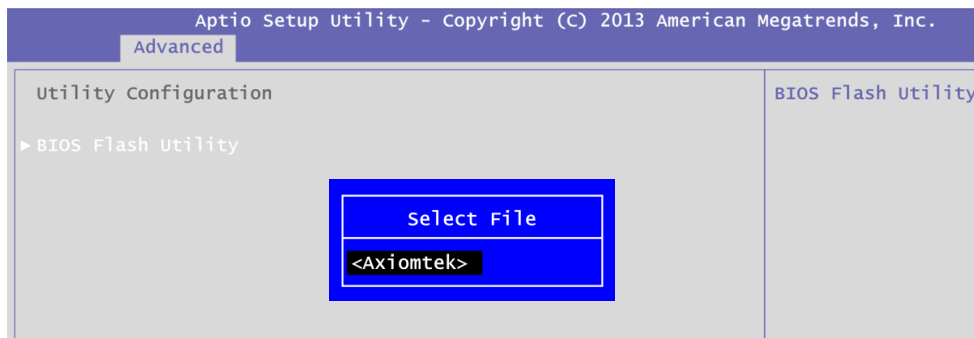 Aptio Setup Utility - Copyright (C) 2013 American Megatrends, Inc.
Advanced
Utility Configuration
BIOS Flash Utility
►BIOS Flash Utility
Select File
<Axiomtek>